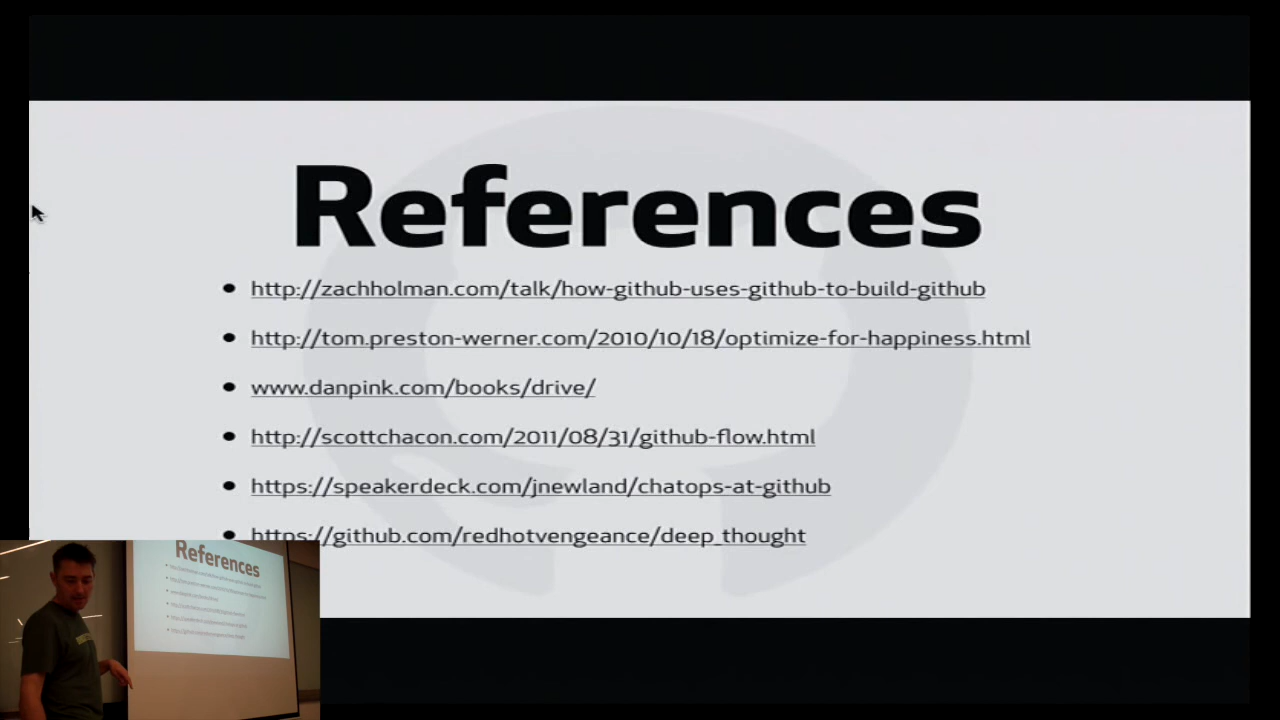 References
http://zachholman.com/talk/how-github-uses-github-to-build-github
http://tom.preston-werner.com/2010/10/18/optimize-for-happiness.html
www.danpink.com/books/drive/
http://scottchacon.com/2011/08/31/github-flow.html
https://speakerdeck.com/jnewland/chatops-at-github
https://github.com/redhotvengeance/deep_thought
References